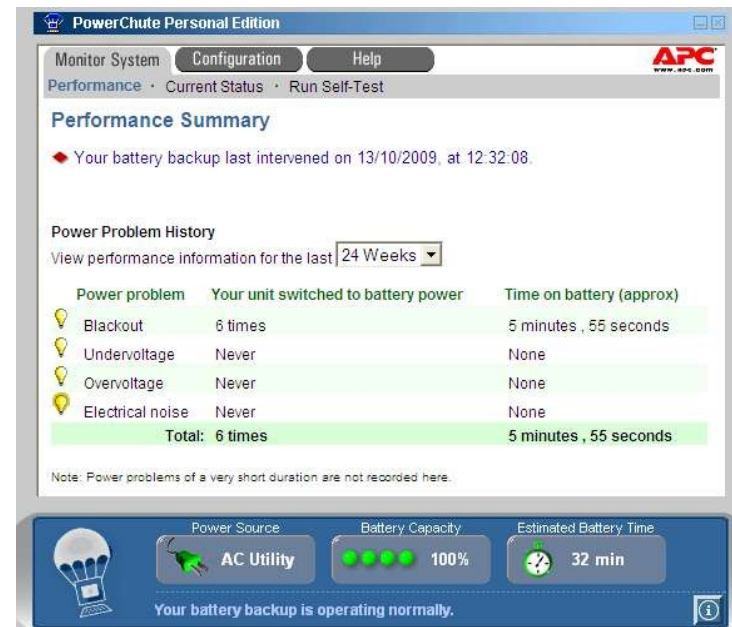 PowerChute Personal Edition
Monitor System Configuration Help
APC
www.apc.com
Performance · Current Status · Run Self-Test
Performance Summary
Your battery backup last intervened on 13/10/2009, at 12:32:08.
Power Problem History
View performance information for the last 24 Weeks
Power problem Your unit switched to battery power Time on battery (approx)
Blackout 6 times 5 minutes , 55 seconds
Undervoltage Never None
Overvoltage Never None
Electrical noise Never None
Total: 6 times 5 minutes , 55 seconds
Note: Power problems of a very short duration are not recorded here.
Power Source Battery Capacity Estimated Battery Time
AC Utility 100% 32 min
Your battery backup is operating normally.